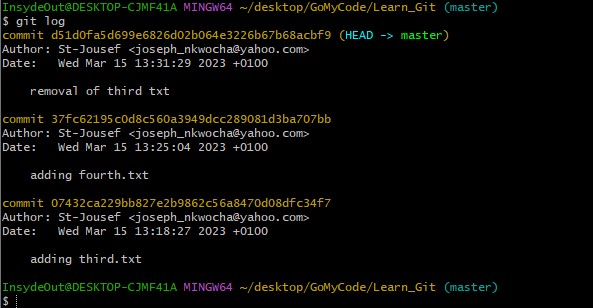 InsydeOut@DESKTOP-CJMF41A MINGW64 ~/desktop/GoMyCode/Learn_Git (master)
$ git log
commit d51d0fa5d699e6826d02b064e3226b67b68acbf9 (HEAD -> master)
Author: St-Jousef <joseph_nkwocha@yahoo.com>
Date:   Wed Mar 15 13:31:29 2023 +0100

    removal of third txt

commit 37fc62195c0d8c560a3949dcc289081d3ba707bb
Author: St-Jousef <joseph_nkwocha@yahoo.com>
Date:   Wed Mar 15 13:25:04 2023 +0100

    adding fourth.txt

commit 07432ca229bb827e2b9862c56a8470d08dfc34f7
Author: St-Jousef <joseph_nkwocha@yahoo.com>
Date:   Wed Mar 15 13:18:27 2023 +0100

    adding third.txt

InsydeOut@DESKTOP-CJMF41A MINGW64 ~/desktop/GoMyCode/Learn_Git (master)
$